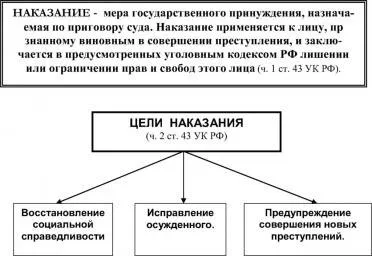 НАКАЗАНИЕ - мера государственного принуждения, назнача-
емая по приговору суда. Наказание применяется к лицу, пр
знанному виновным в совершении преступления, и заклю-
чается в предусмотренных уголовным кодексом РФ лишении
или ограничении прав и свобод этого лица (ч. 1 ст. 43 УК РФ).
ЦЕЛИ НАКАЗАНИЯ
(ч. 2 ст. 43 УК РФ)
Восстановление
социальной
справедливости
Исправление
осужденного.
Предупреждение
совершения новых
преступлений.